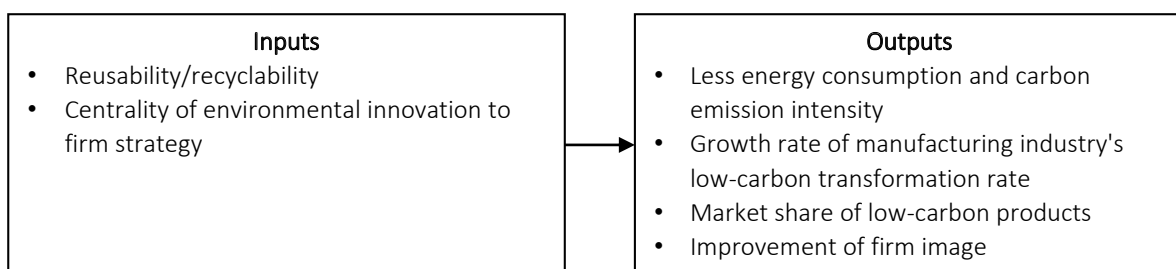 Inputs
• Reusability/recyclability
• Centrality of environmental innovation to
firm strategy
Outputs
• Less energy consumption and carbon
emission intensity
• Growth rate of manufacturing industry's
low-carbon transformation rate
• Market share of low-carbon products
• Improvement of firm image